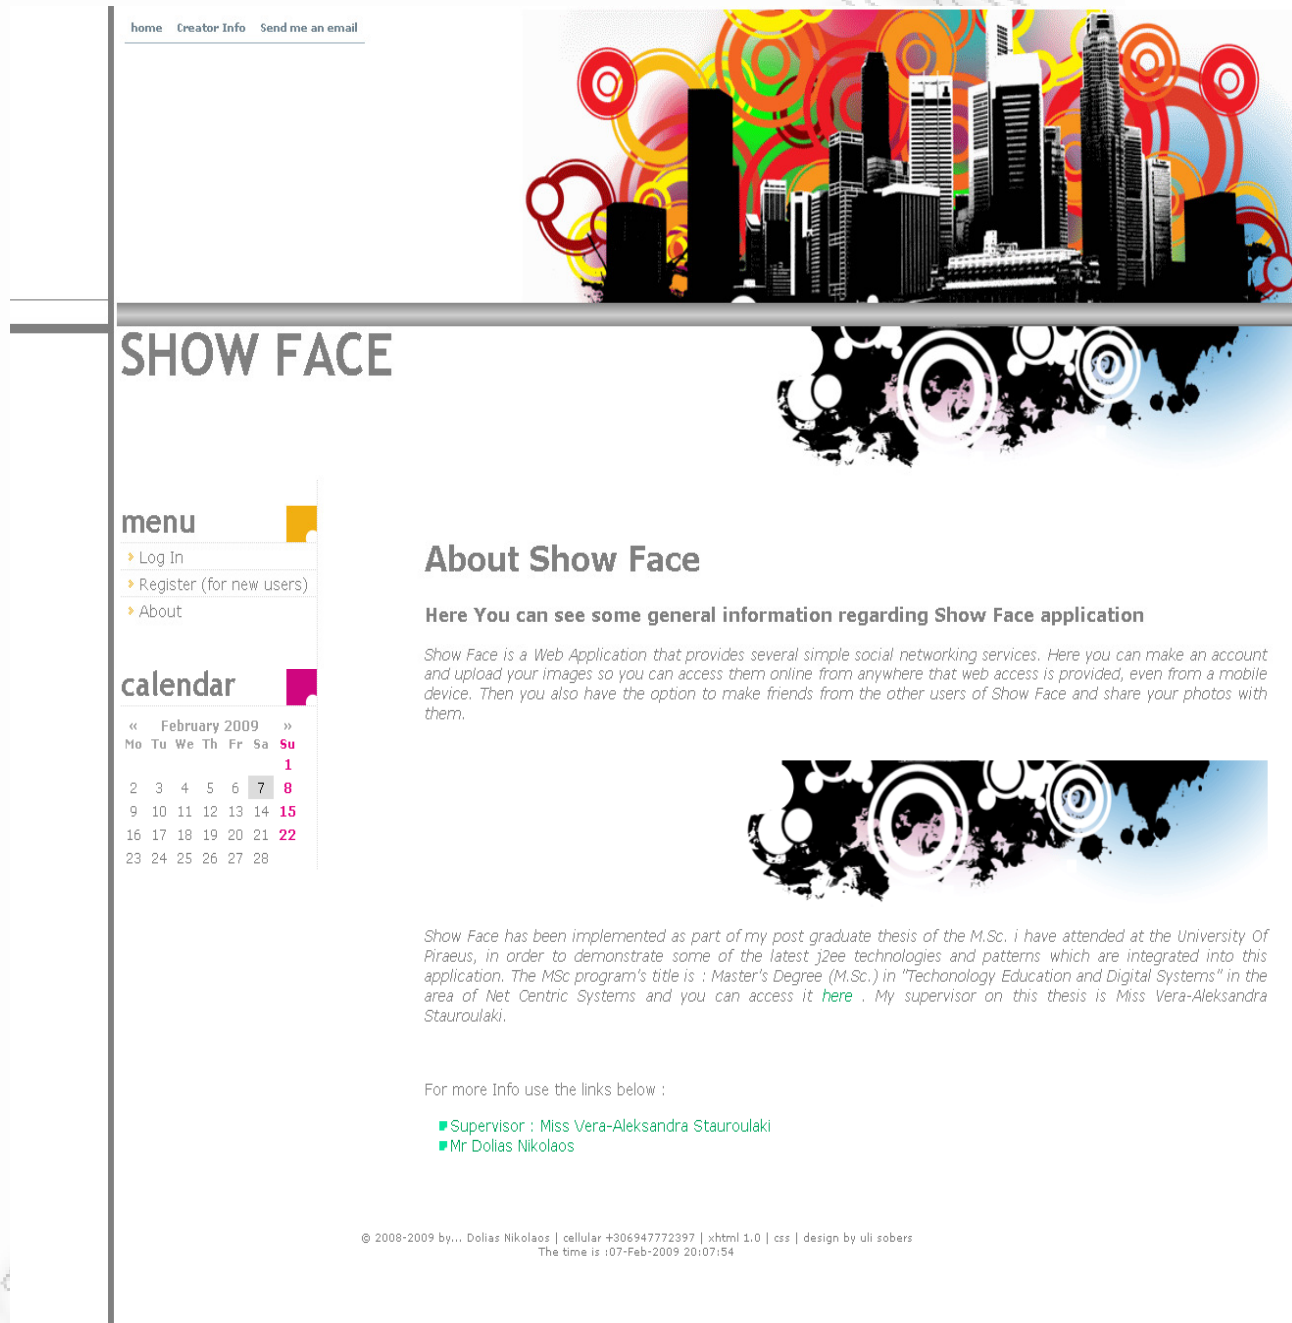 home Creator Info Send me an email
SHOW FACE
menu
Log In
Register (for new users)
About
calendar
« February 2009 »
Mo Tu We Th Fr Sa Su
1
2 3 4 5 6 7 8
9 10 11 12 13 14 15
16 17 18 19 20 21 22
23 24 25 26 27 28
About Show Face
Here You can see some general information regarding Show Face application
Show Face is a Web Application that provides several simple social networking services. Here you can make an account
and upload your images so you can access them online from anywhere that web access is provided, even from a mobile
device. Then you also have the option to make friends from the other users of Show Face and share your photos with
them.
Show Face has been implemented as part of my post graduate thesis of the M.Sc. i have attended at the University Of
Piraeus, in order to demonstrate some of the latest j2ee technologies and patterns which are integrated into this
application. The MSc program's title is : Master's Degree (M.Sc.) in "Techonology Education and Digital Systems" in the
area of Net Centric Systems and you can access it here . My supervisor on this thesis is Miss Vera-Aleksandra
Stauroulaki.
For more Info use the links below :
Supervisor : Miss Vera-Aleksandra Stauroulaki
Mr Dolias Nikolaos
© 2008-2009 by... Dolias Nikolaos | cellular +306947772397 | xhtml 1.0 | css | design by uli sobers
The time is :07-Feb-2009 20:07:54